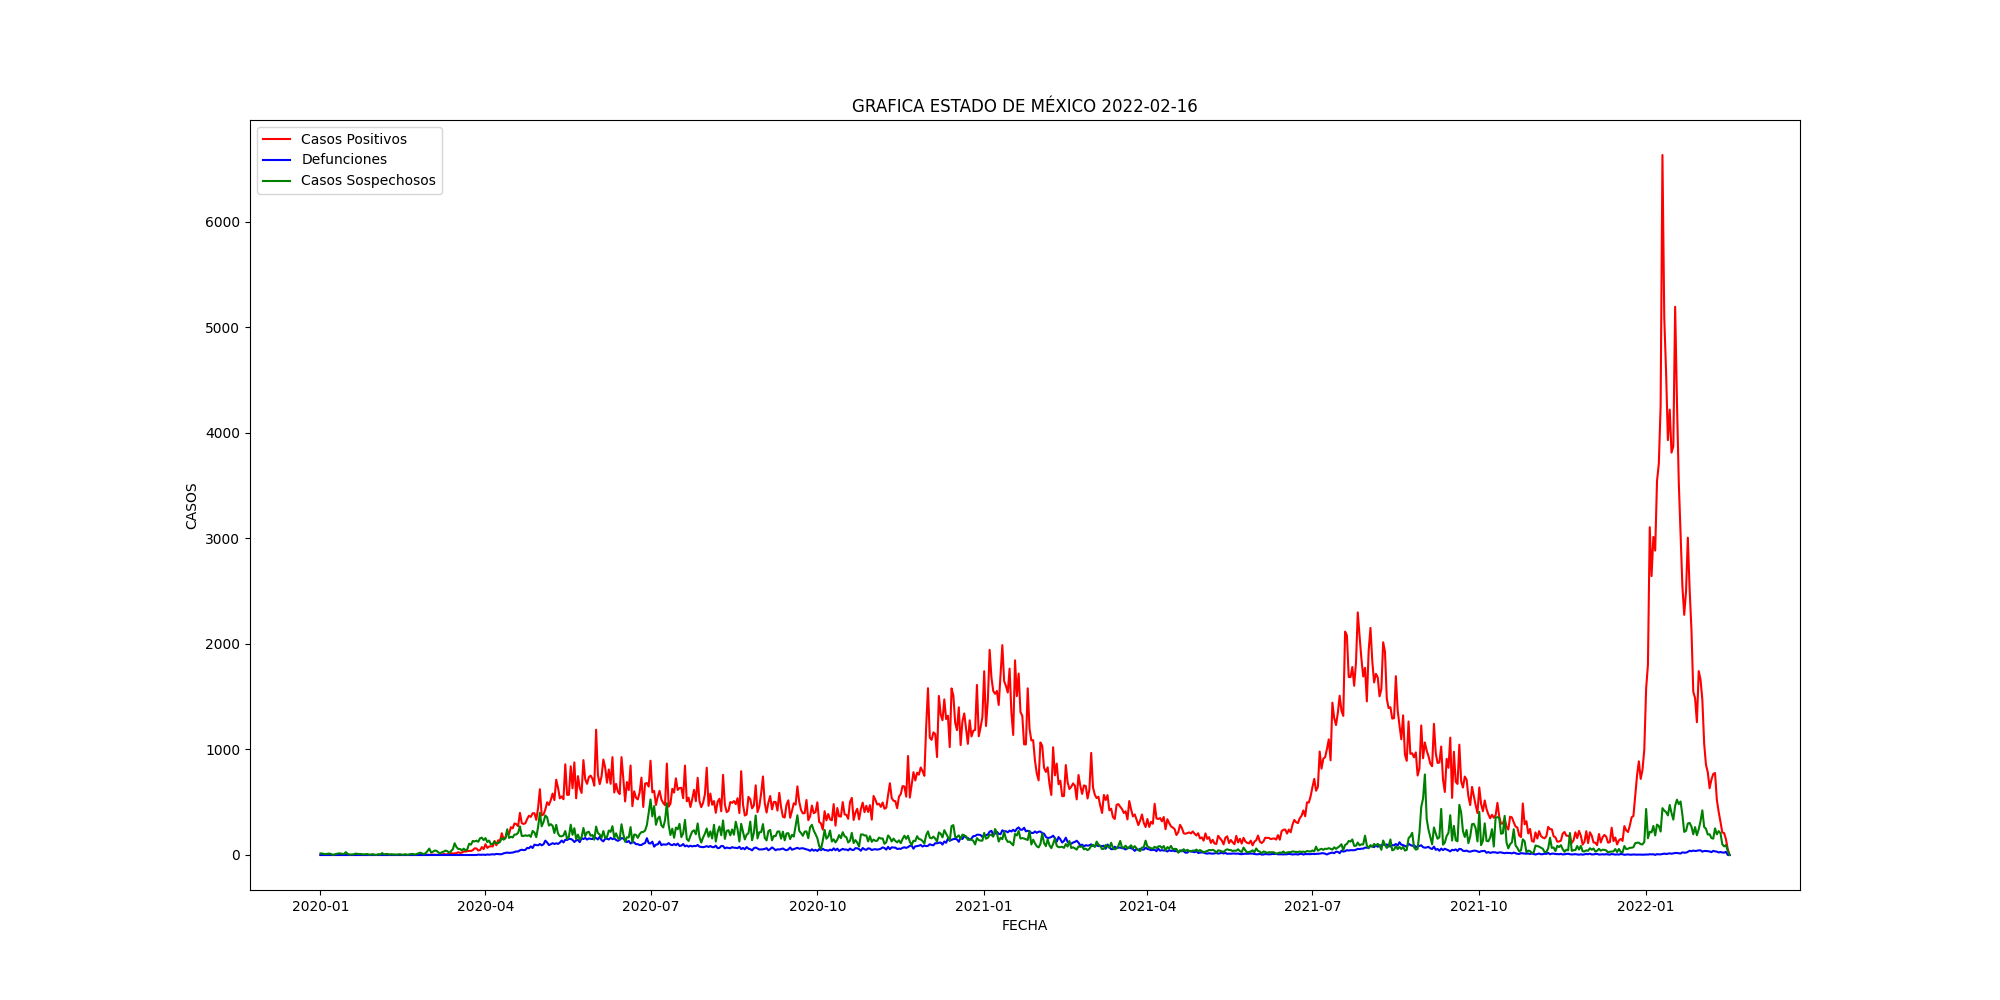 GRAFICA ESTADO DE MÉXICO 2022-02-16
Casos Positivos
Defunciones
Casos Sospechosos
CASOS
6000
5000
4000
3000
2000
1000
0
2020-01 2020-04 2020-07 2020-10 2021-01 2021-04 2021-07 2021-10 2022-01
FECHA